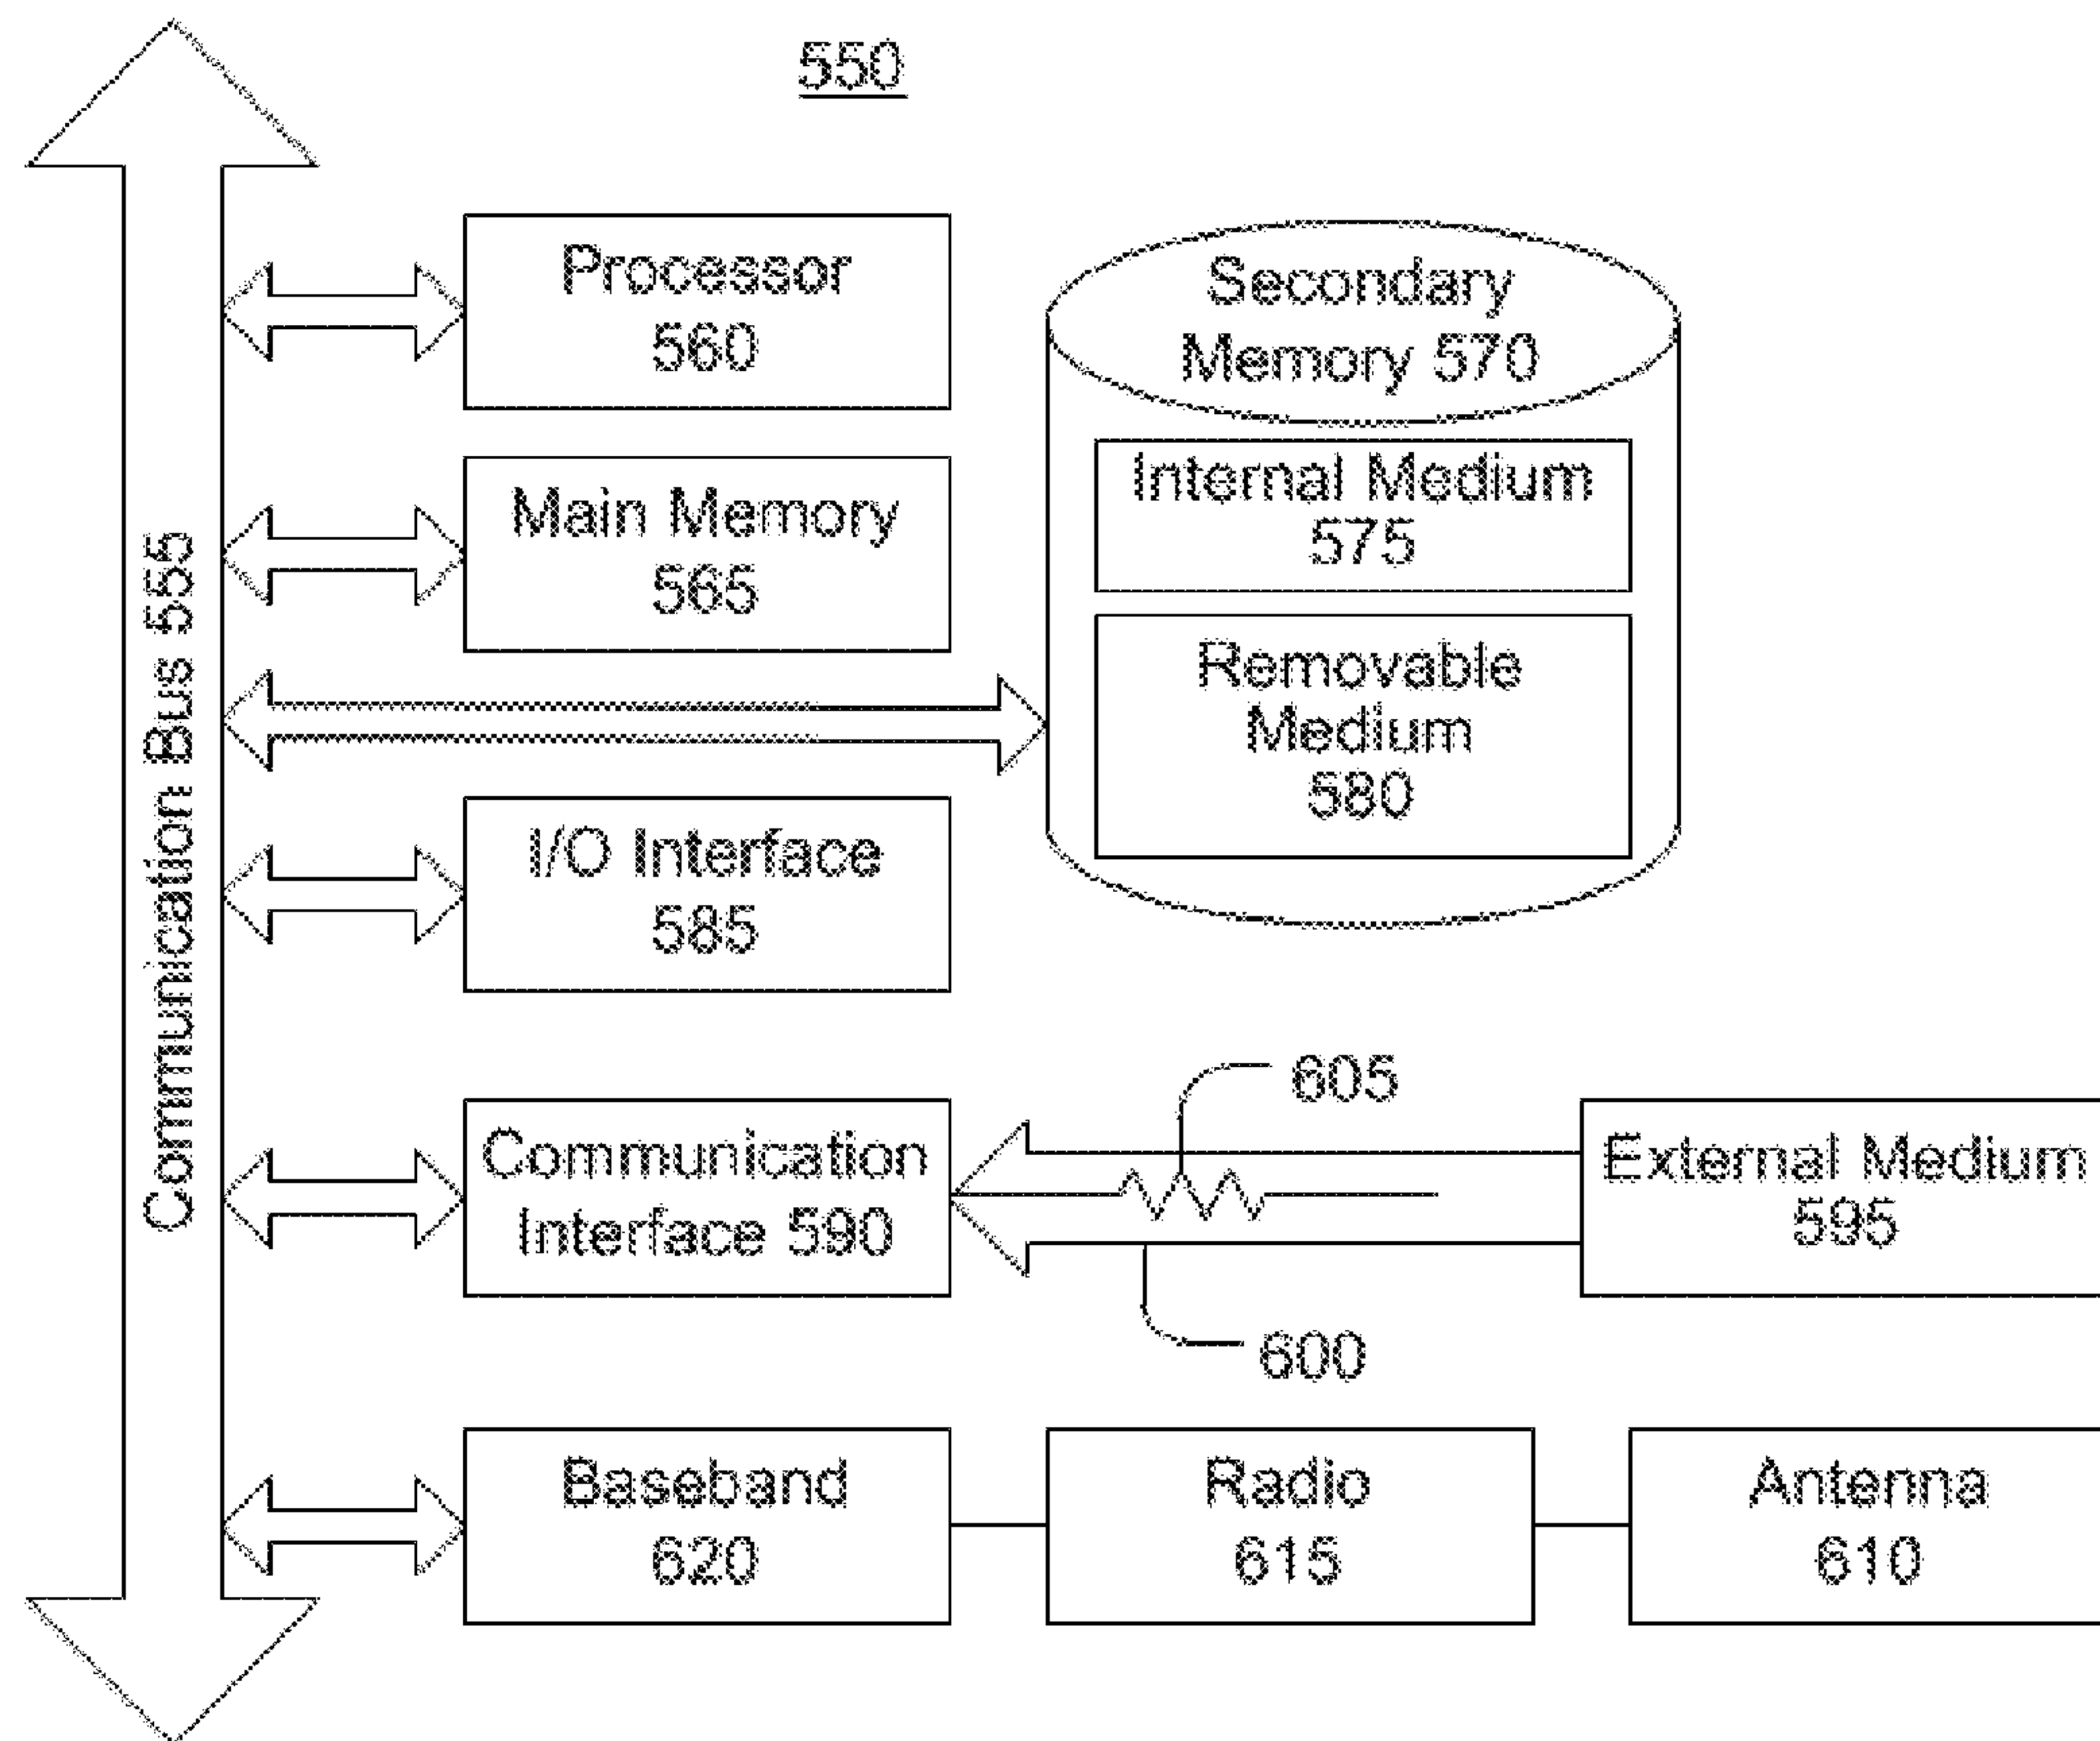 550
Communication Bus 555
Processor
560
Secondary
Memory 570
Main Memory
565
Internal Medium
575
Removable
Medium
580
I/O Interface
585
605
Communication
Interface 590
External Medium
595
600
Baseband
620
Radio
615
Antenna
610